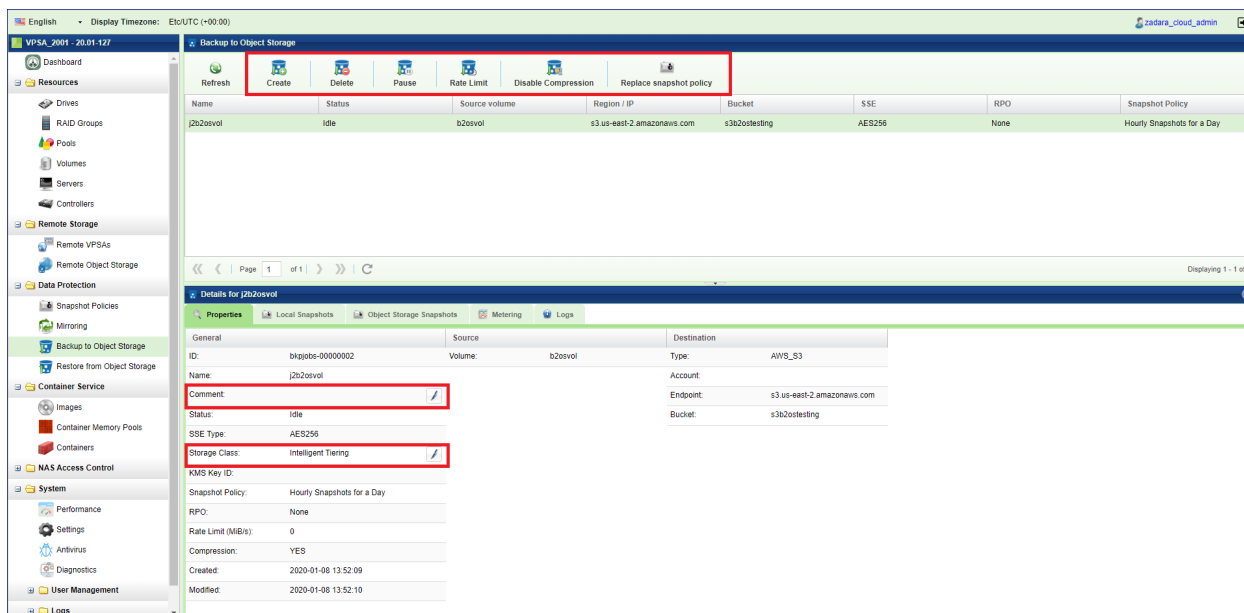 English Display Timezone: Etc/UTC (+00:00) zadara_cloud_admin
VPSA_2001 - 20.01-127
Dashboard
Resources
Drives
RAID Groups
Pools
Volumes
Servers
Controllers
Remote Storage
Remote VPSAs
Remote Object Storage
Data Protection
Snapshot Policies
Mirroring
Backup to Object Storage
Restore from Object Storage
Container Service
Images
Container Memory Pools
Containers
NAS Access Control
System
Performance
Settings
Antivirus
Diagnostics
User Management
Logs
Backup to Object Storage
Refresh Create Delete Pause Rate Limit Disable Compression Replace snapshot policy
Name Status Source volume Region / IP Bucket SSE RPO Snapshot Policy
j2b2osvol Idle b2osvol s3.us-east-2.amazonaws.com s3b2ostesting AES256 None Hourly Snapshots for a Day
Page 1 of 1 Displaying 1 - 1 of
Details for j2b2osvol
Properties Local Snapshots Object Storage Snapshots Metering Logs
General Source Destination
ID: bkpjobs-00000002 Volume: b2osvol Type: AWS_S3
Name: j2b2osvol Account:
Comment: Endpoint: s3.us-east-2.amazonaws.com
Status: Idle Bucket: s3b2ostesting
SSE Type: AES256
Storage Class: Intelligent Tiering
KMS Key ID:
Snapshot Policy: Hourly Snapshots for a Day
RPO: None
Rate Limit (MiB/s): 0
Compression: YES
Created: 2020-01-08 13:52:09
Modified: 2020-01-08 13:52:10